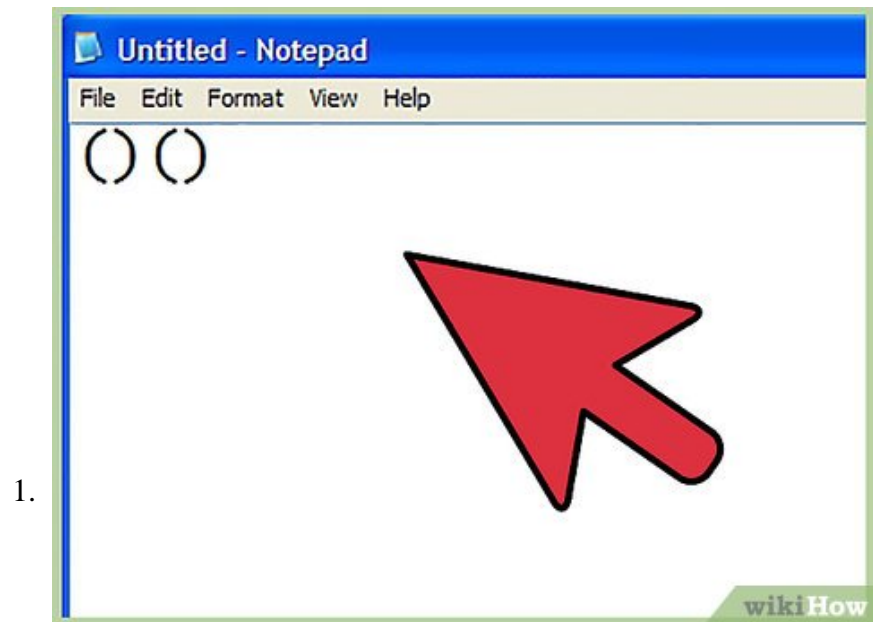 Untitled - Notepad
File Edit Format View Help
() ()
1.
wikiHow